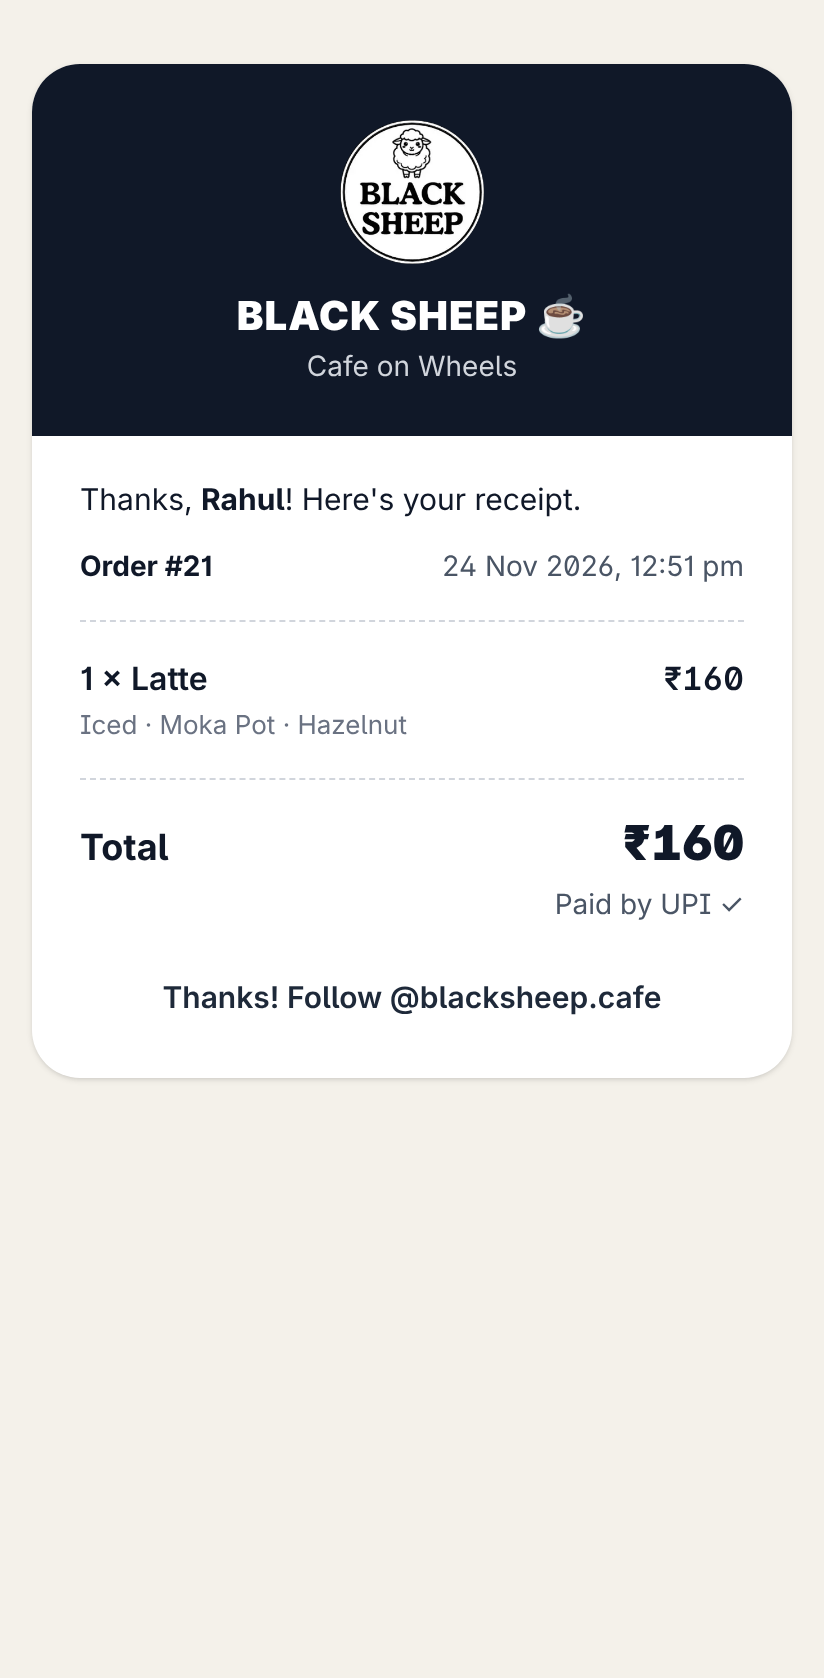 BLACK
SHEEP
BLACK SHEEP ☕
Cafe on Wheels
Thanks, Rahul! Here's your receipt.
Order #21 24 Nov 2026, 12:51 pm
1 × Latte ₹160
Iced · Moka Pot · Hazelnut
Total ₹160
Paid by UPI ✓
Thanks! Follow @blacksheep.cafe